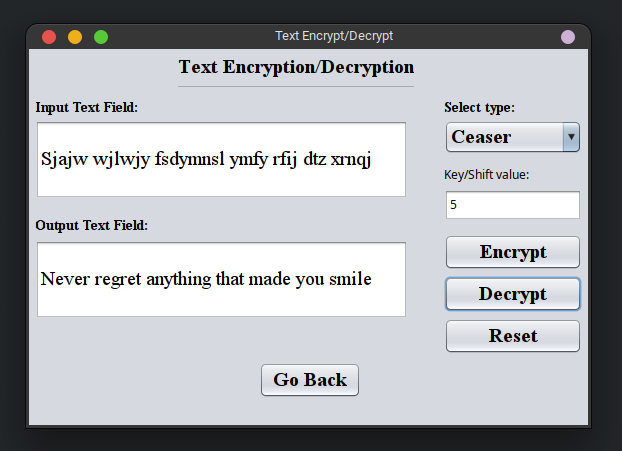 Text Encrypt/Decrypt
Text Encryption/Decryption
Input Text Field:
Sjajw wjlwjy fsdymnsl ymfy rfij dtz xrnqj
Output Text Field:
Never regret anything that made you smile
Select type:
Ceaser
Key/Shift value:
5
Encrypt
Decrypt
Reset
Go Back